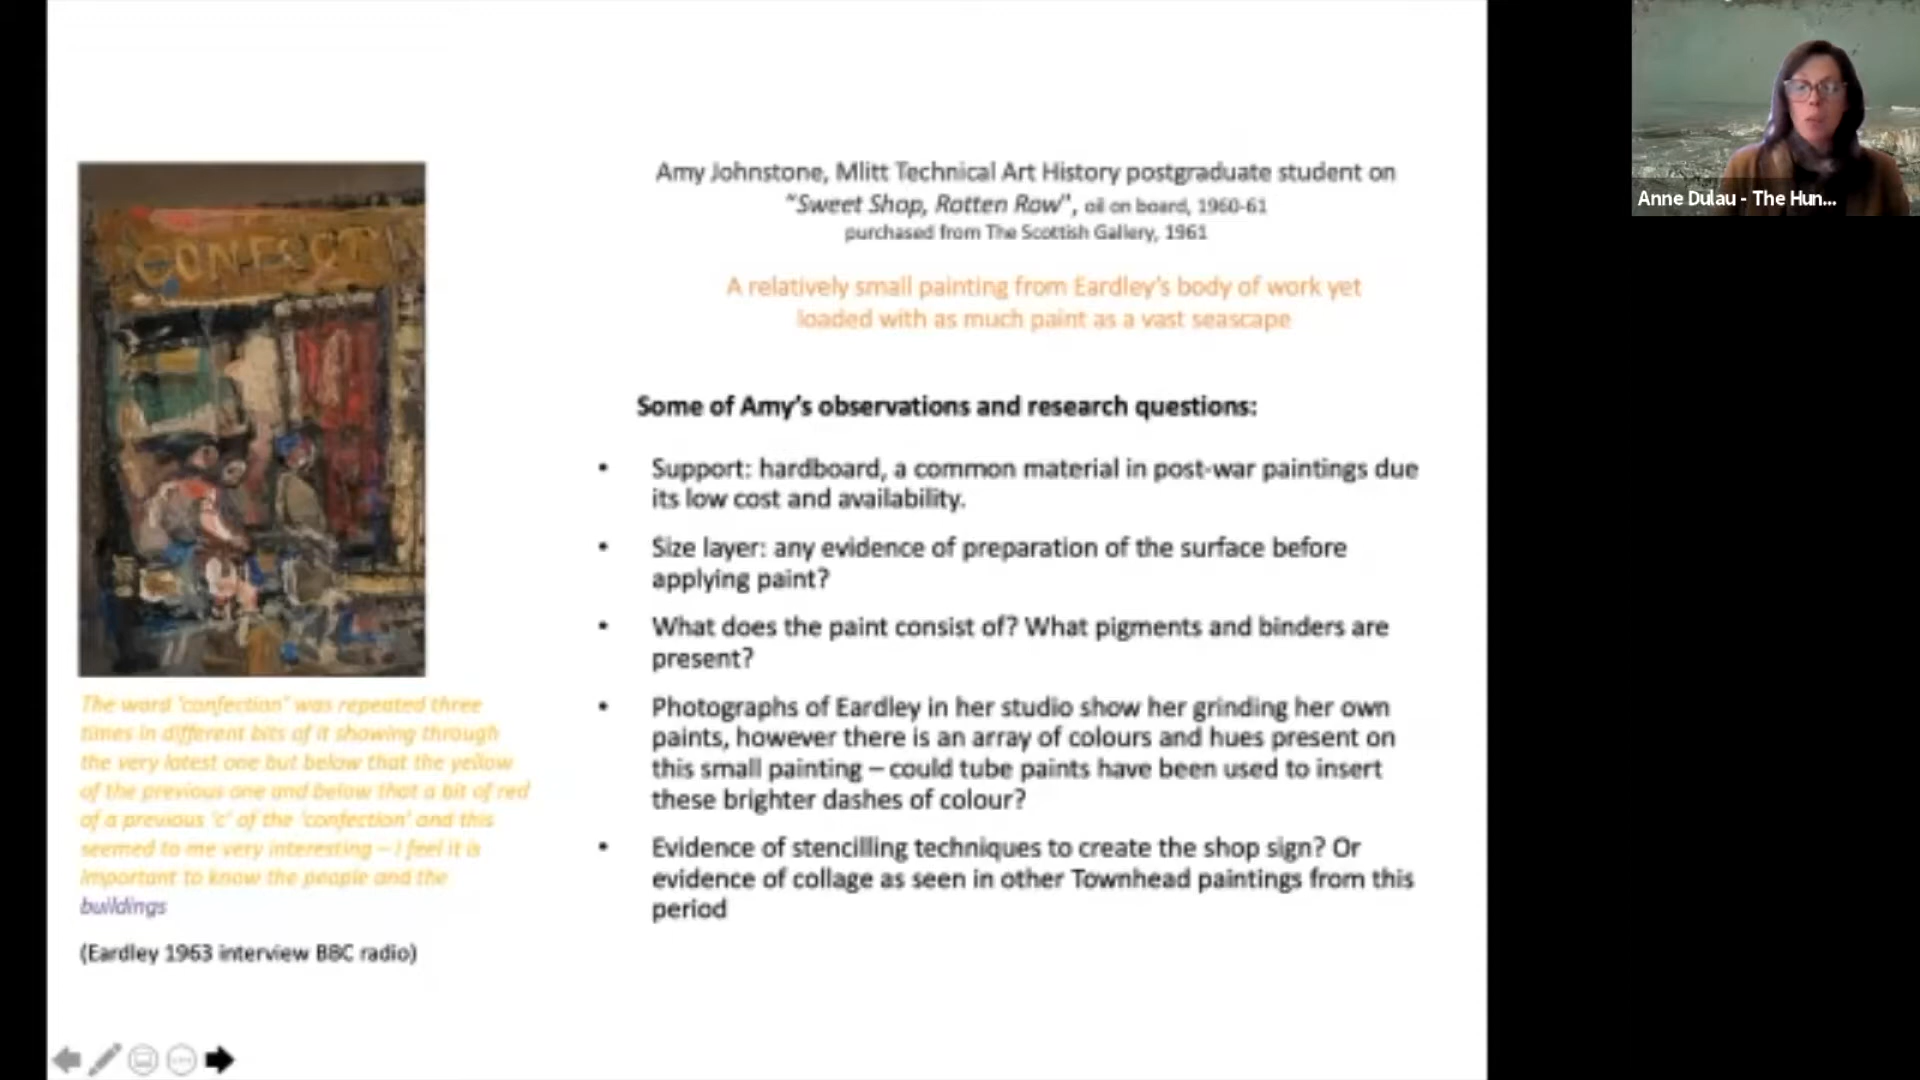 Amy Johnstone, Mlitt Technical Art History postgraduate student on
"Sweet Shop, Rotten Row", oil on board, 1960-61
purchased from The Scottish Gallery, 1961
A relatively small painting from Eardley's body of work yet
loaded with as much paint as a vast seascape
CONFECT
Some of Amy's observations and research questions:
• Support: hardboard, a common material in post-war paintings due
its low cost and availability.
• Size layer: any evidence of preparation of the surface before
applying paint?
• What does the paint consist of? What pigments and binders are
present?
• Photographs of Eardley in her studio show her grinding her own
paints, however there is an array of colours and hues present on
this small painting – could tube paints have been used to insert
these brighter dashes of colour?
• Evidence of stencilling techniques to create the shop sign? Or
evidence of collage as seen in other Townhead paintings from this
period
The word 'confection' was repeated three
times in different bits of it showing through
the very latest one but below that the yellow
of the previous one and below that a bit of red
of a previous 'c' of the 'confection' and this
seemed to me very interesting – I feel it is
important to know the people and the
buildings
(Eardley 1963 interview BBC radio)
Anne Dulau - The Hun...